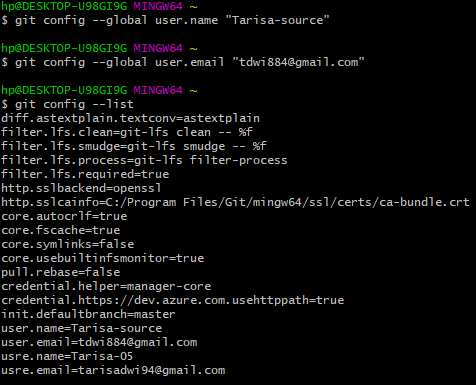 hp@DESKTOP-U98GI9G MINGW64 ~
$ git config --global user.name "Tarisa-source"
hp@DESKTOP-U98GI9G MINGW64 ~
$ git config --global user.email "tdwi884@gmail.com"
hp@DESKTOP-U98GI9G MINGW64 ~
$ git config --list
diff.astextplain.textconv=astextplain
filter.lfs.clean=git-lfs clean -- %f
filter.lfs.smudge=git-lfs smudge -- %f
filter.lfs.process=git-lfs filter-process
filter.lfs.required=true
http.sslbackend=openssl
http.sslcainfo=C:/Program Files/Git/mingw64/ssl/certs/ca-bundle.crt
core.autocrlf=true
core.fscache=true
core.symlinks=false
core.usebuiltinfsmonitor=true
pull.rebase=false
credential.helper=manager-core
credential.https://dev.azure.com.usehttppath=true
init.defaultbranch=master
user.name=Tarisa-source
user.email=tdwi884@gmail.com
usre.name=Tarisa-05
usre.email=tarisadwi94@gmail.com